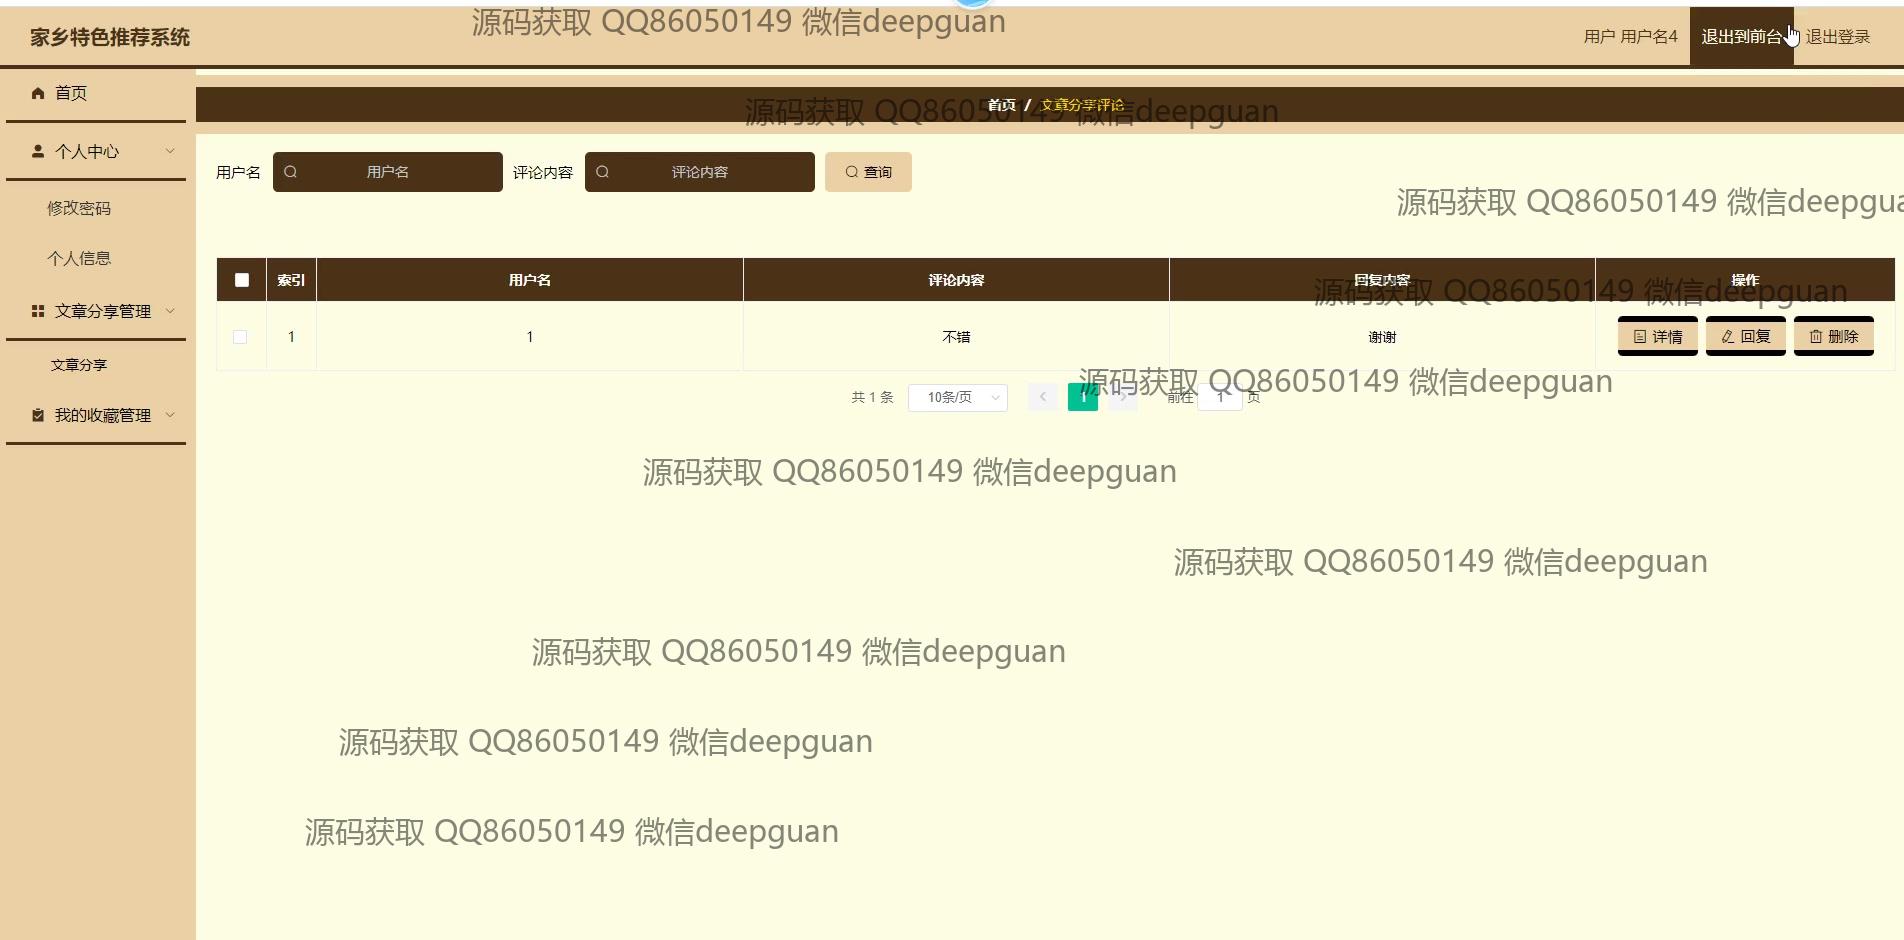 源码获取 QQ86050149 微信deepguan
家乡特色推荐系统
用户 用户名4
退出到前台
退出登录
首页
首页 / 文章分享评论
源码获取 QQ86050149 微信deepguan
个人中心
用户名
用户名
评论内容
评论内容
查询
修改密码
源码获取 QQ86050149 微信deepgua
个人信息
索引 用户名 评论内容 回复内容 操作
源码获取 QQ86050149 微信deepguan
文章分享管理
1 1 不错 谢谢 详情 回复 删除
文章分享
源码获取 QQ86050149 微信deepguan
共 1 条 10条/页 1 前往 1 页
我的收藏管理
源码获取 QQ86050149 微信deepguan
源码获取 QQ86050149 微信deepguan
源码获取 QQ86050149 微信deepguan
源码获取 QQ86050149 微信deepguan
源码获取 QQ86050149 微信deepguan